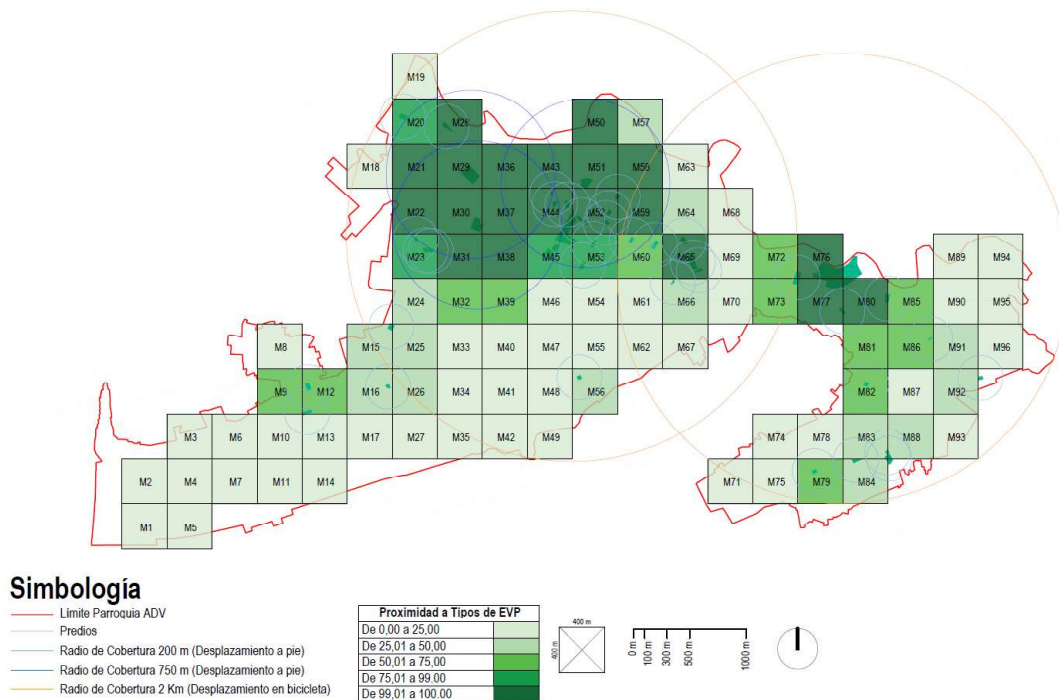 M19
M20 M28 M50 M57
M18 M21 M29 M36 M43 M51 M58 M63
M22 M30 M37 M44 M52 M59 M64 M68
M23 M31 M38 M45 M53 M60 M65 M69 M72 M76 M89 M94
M24 M32 M39 M46 M54 M61 M66 M70 M73 M77 M80 M85 M90 M95
M8 M15 M25 M33 M40 M47 M55 M62 M67 M81 M86 M91 M96
M9 M12 M16 M26 M34 M41 M48 M56 M82 M87 M92
M3 M6 M10 M13 M17 M27 M35 M42 M49 M74 M78 M83 M88 M93
M2 M4 M7 M11 M14 M71 M75 M79 M84
M1 M5
Simbología
Límite Parroquia ADV
Predios
Radio de Cobertura 200 m (Desplazamiento a pie)
Radio de Cobertura 750 m (Desplazamiento a pie)
Radio de Cobertura 2 Km (Desplazamiento en bicicleta)
Proximidad a Tipos de EVP
De 0,00 a 25,00
De 25,01 a 50,00
De 50,01 a 75,00
De 75,01 a 99.00
De 99,01 a 100.00
400 m
400 m
0 m
100 m
300 m
500 m
1000 m